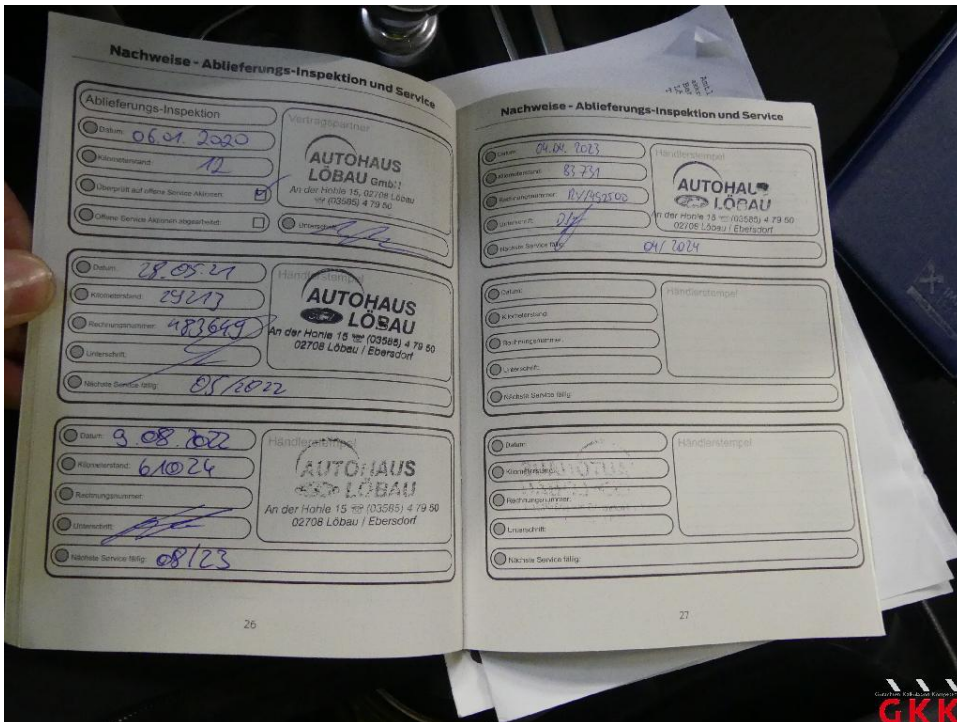 Nachweise - Ablieferungs-Inspektion und Service
Ablieferungs-Inspektion
Datum: 06.01.2020
Kilometerstand: 12
Überprüft auf offene Service Aktionen:
Offene Service Aktionen abgearbeitet:
Vertragspartner
AUTOHAUS
LÖBAU GmbH
An der Hohle 15, 02708 Löbau
☏ (03585) 4 79 50
Unterschrift:
Datum: 28.05.21
Kilometerstand: 29213
Rechnungsnummer: 483649
Unterschrift:
Nächste Service fällig: 05/2022
Händlerstempel
AUTOHAUS
LÖBAU
An der Hohle 15 ☏ (03585) 4 79 50
02708 Löbau / Ebersdorf
Datum: 9.08.2022
Kilometerstand: 61024
Rechnungsnummer:
Unterschrift:
Nächste Service fällig: 08/23
Händlerstempel
AUTOHAUS
LÖBAU
An der Hohle 15 ☏ (03585) 4 79 50
02708 Löbau / Ebersdorf
26
Nachweise - Ablieferungs-Inspektion und Service
Datum: 2023
Kilometerstand: 83731
Rechnungsnummer:
Unterschrift:
Nächste Service fällig: 04/2024
Händlerstempel
AUTOHAUS
LÖBAU
An der Hohle 15 ☏ (03585) 4 79 50
02708 Löbau / Ebersdorf
Datum:
Kilometerstand:
Rechnungsnummer:
Unterschrift:
Nächste Service fällig:
Händlerstempel
Datum:
Kilometerstand:
Rechnungsnummer:
Unterschrift:
Nächste Service fällig:
Händlerstempel
27
GKK